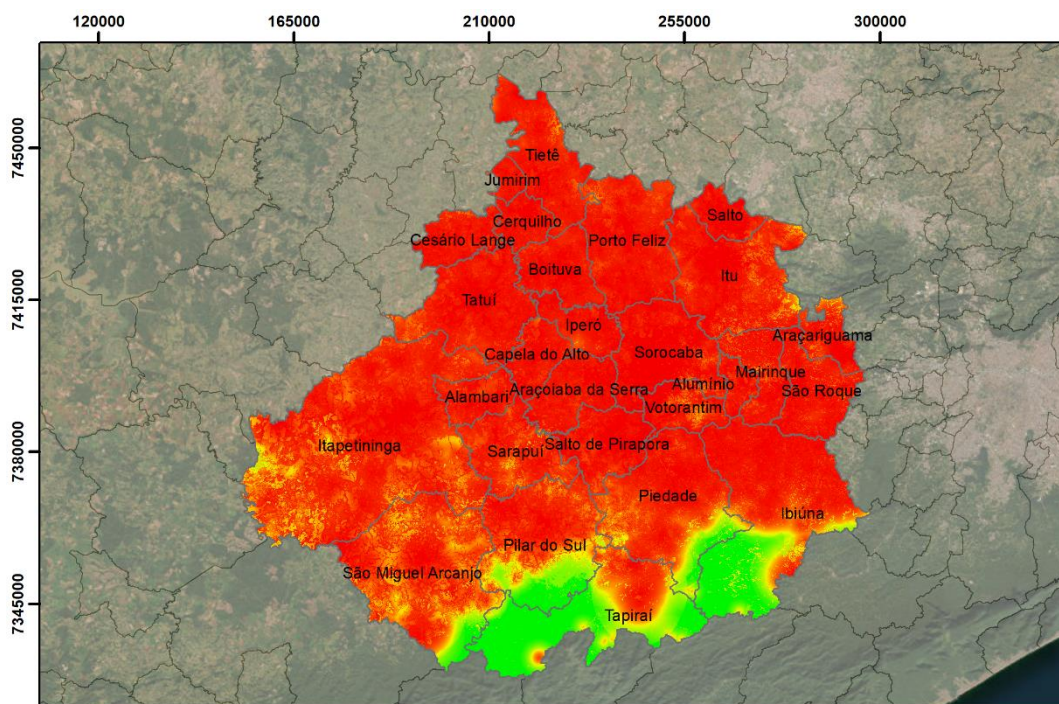 120000 165000 210000 255000 300000
7450000
7415000
7380000
7345000
Tietê
Jumirim
Cerquilho
Salto
Cesário Lange
Porto Feliz
Boituva
Itu
Tatuí
Iperó
Araçariguama
Capela do Alto
Sorocaba
Mairinque
Alumínio
Araçoiaba da Serra
São Roque
Alambari
Votorantim
Itapetininga
Sarapuí
Salto de Pirapora
Piedade
Ibiúna
Pilar do Sul
São Miguel Arcanjo
Tapiraí